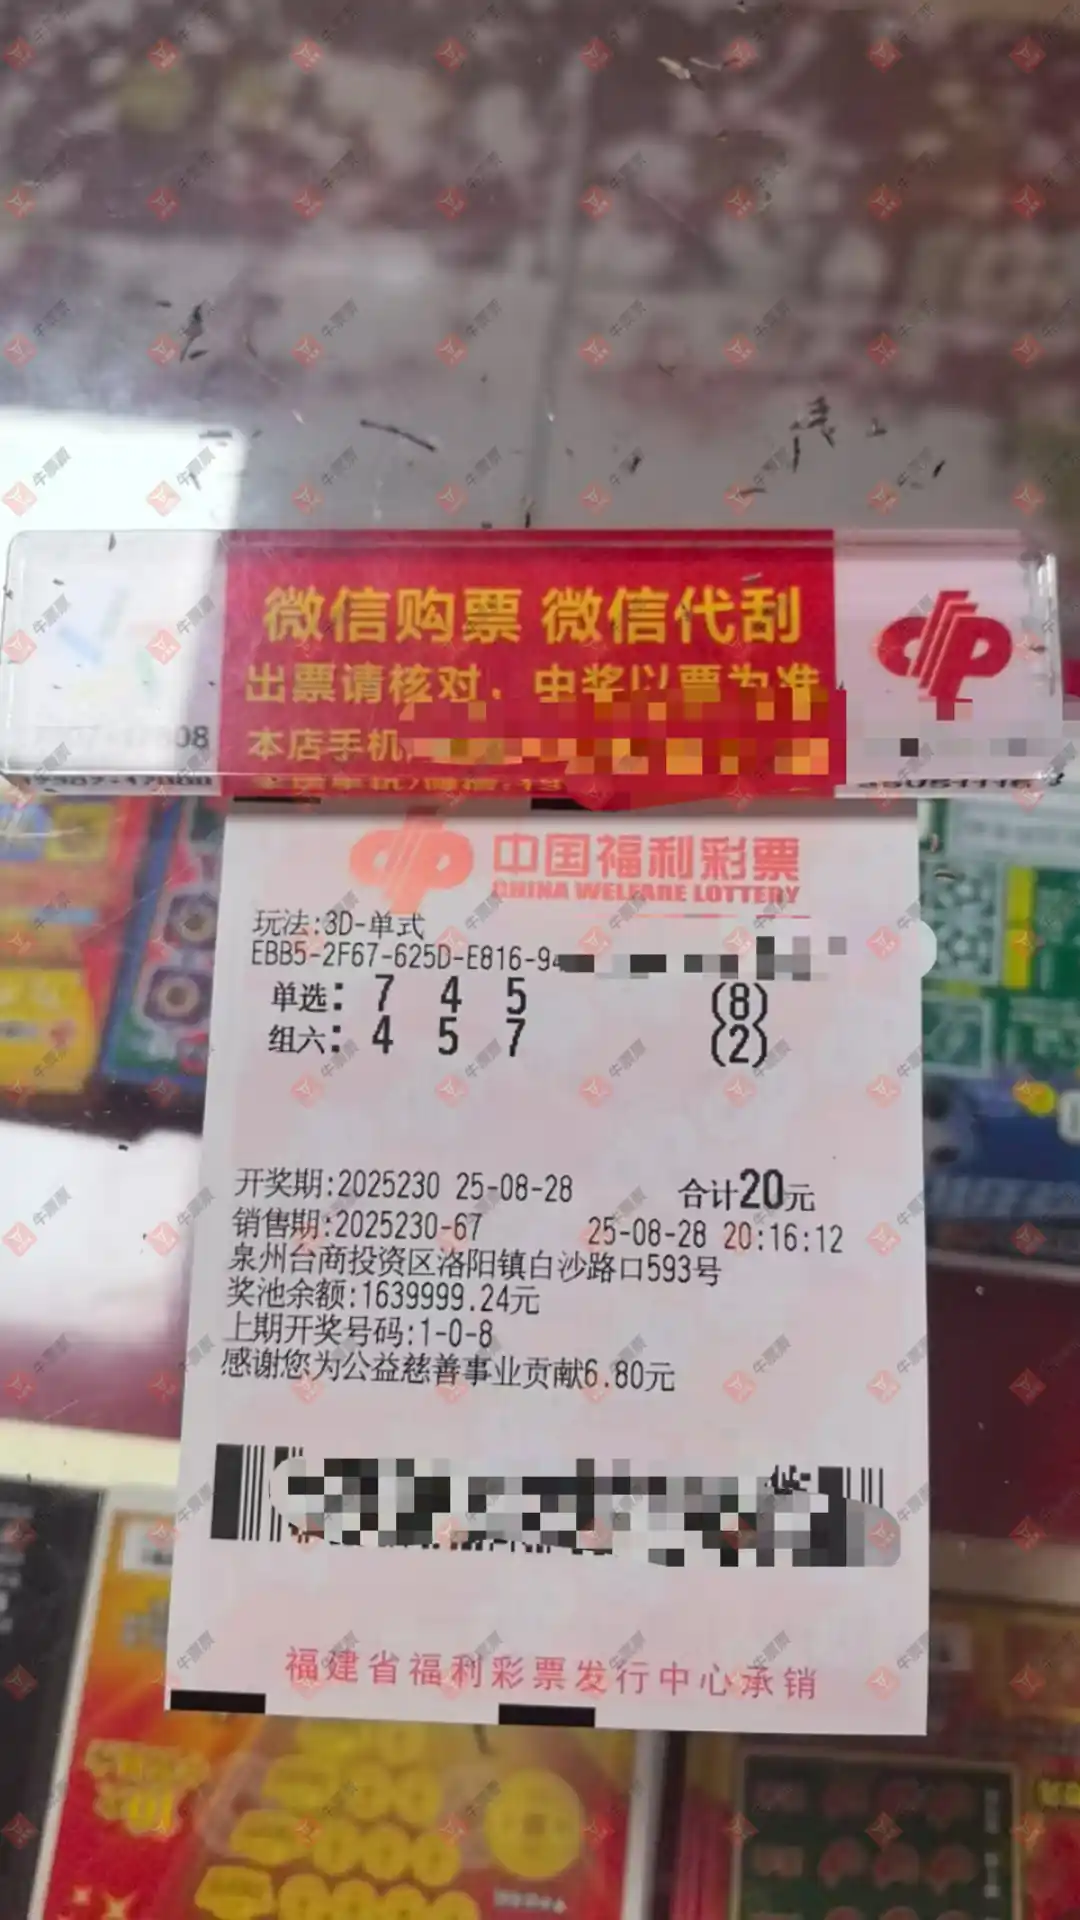 微信购票 微信代刮
出票请核对，中奖以票为准
本店手机
中国福利彩票
CHINA WELFARE LOTTERY
玩法:3D-单式
EBB5-2F67-625D-E816-94
单选: 7 4 5 (8)
组六: 4 5 7 (2)
开奖期:2025230 25-08-28 合计20元
销售期:2025230-67 25-08-28 20:16:12
泉州台商投资区洛阳镇白沙路口593号
奖池余额:1639999.24元
上期开奖号码:1-0-8
感谢您为公益慈善事业贡献6.80元
福建省福利彩票发行中心承销
牛票票